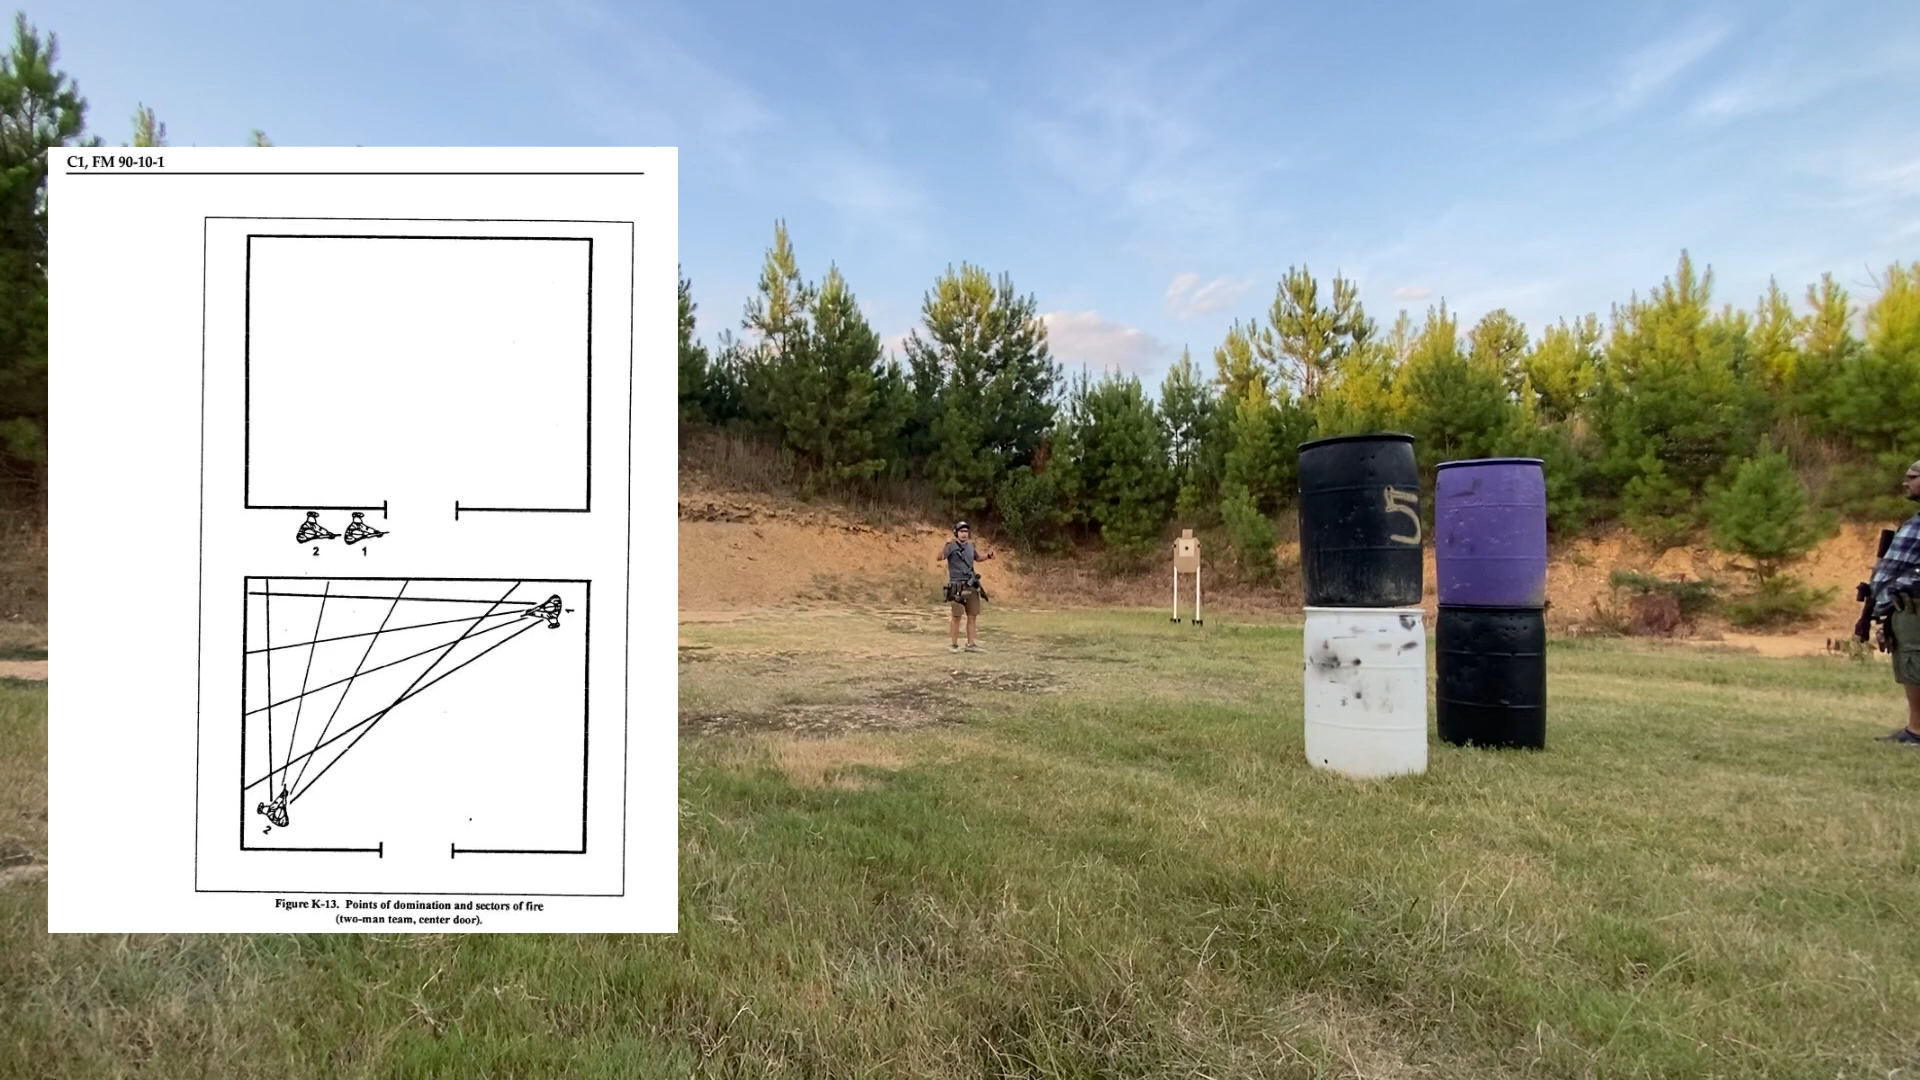 C1, FM 90-10-1
2
1
1
2
Figure K-13. Points of domination and sectors of fire
(two-man team, center door).
5